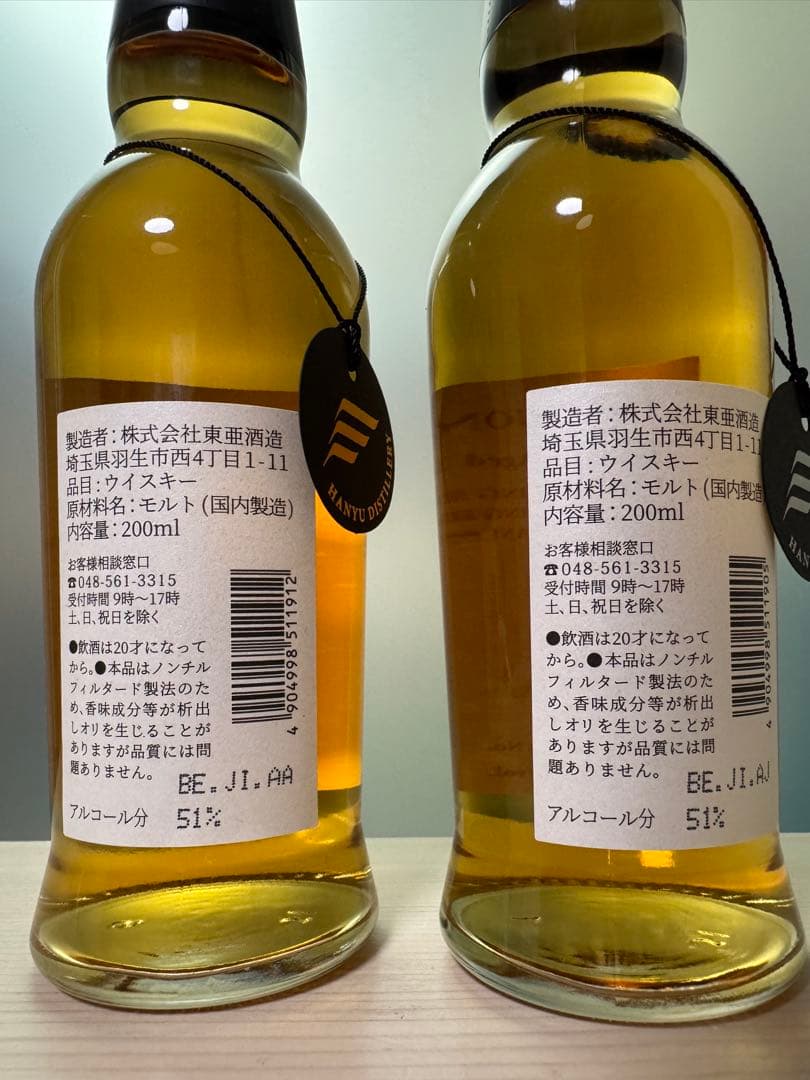 製造者：株式会社東亜酒造
埼玉県羽生市西4丁目1-11
品目：ウイスキー
原材料名：モルト(国内製造)
内容量：200ml
お客様相談窓口
☎048-561-3315
受付時間 9時〜17時
土、日、祝日を除く
●飲酒は20才になって
から。●本品はノンチル
フィルタード製法のた
め、香味成分等が析出
しオリを生じることが
ありますが品質には問
題ありません。
BE.JI.AA
アルコール分 51%
4 904998 511912
HANYU DISTILLERY
製造者：株式会社東亜酒造
埼玉県羽生市西4丁目1-11
品目：ウイスキー
原材料名：モルト(国内製造
内容量：200ml
お客様相談窓口
☎048-561-3315
受付時間 9時〜17時
土、日、祝日を除く
●飲酒は20才になって
から。●本品はノンチル
フィルタード製法のた
め、香味成分等が析出
しオリを生じることが
ありますが品質には問
題ありません。
BE.JI.AJ
アルコール分 51%
4 904998 511905
HAN